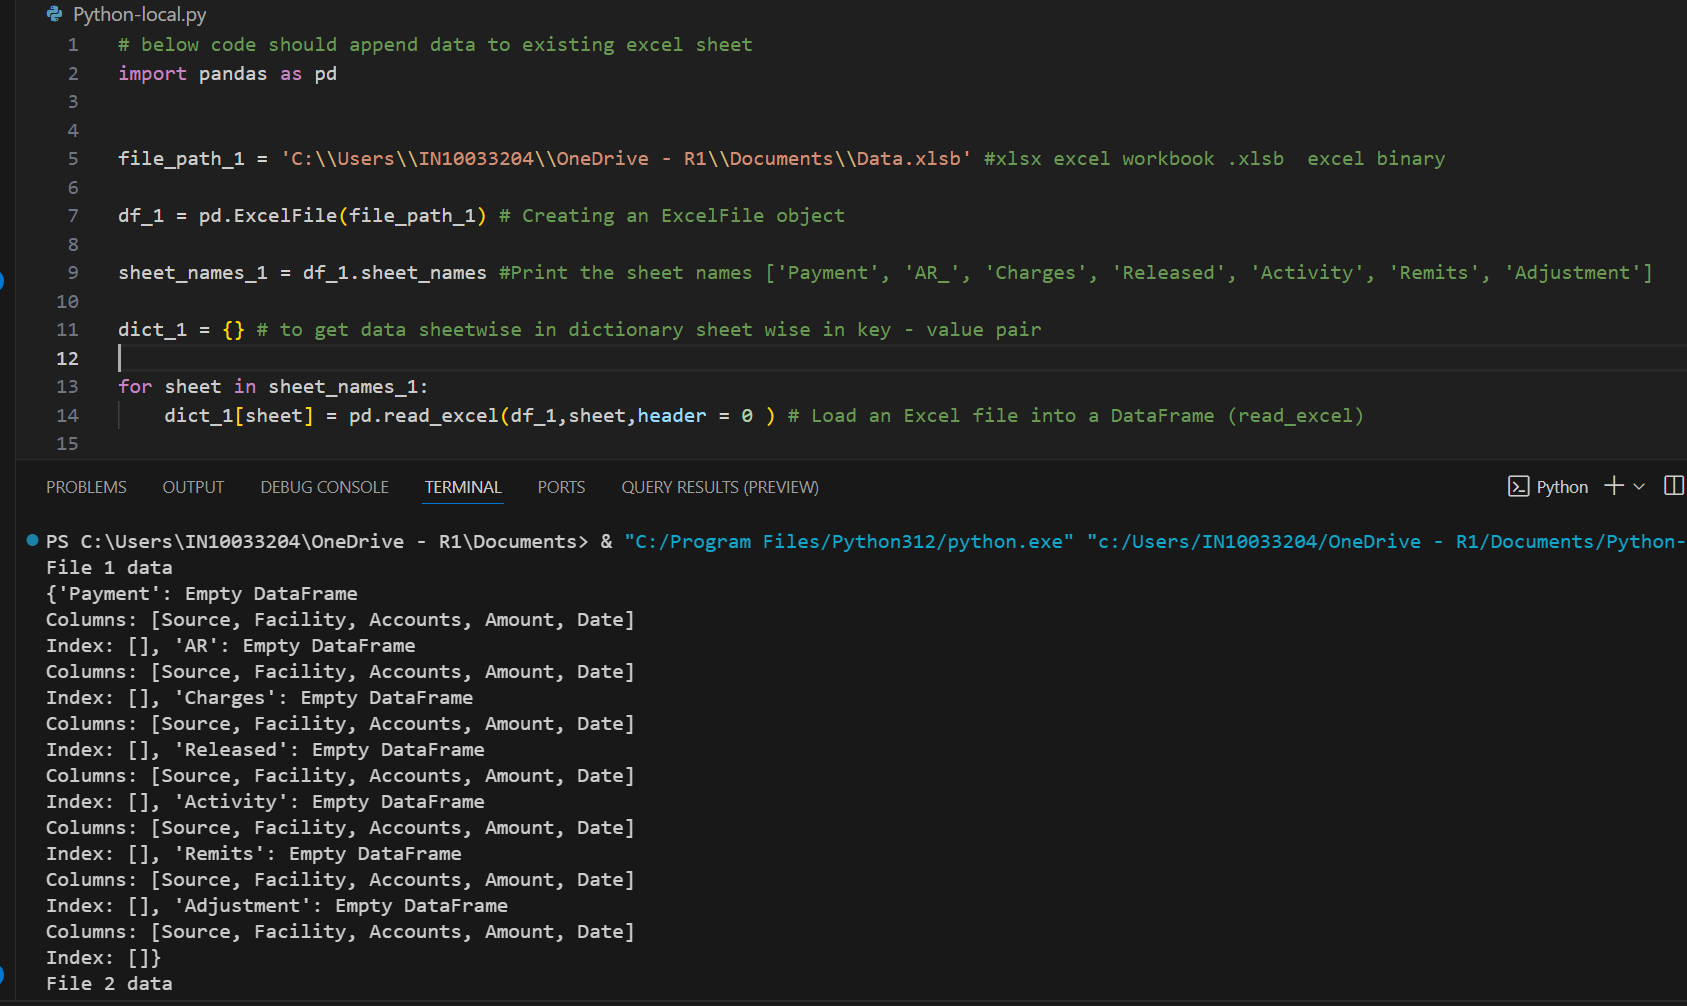 Python-local.py
1 # below code should append data to existing excel sheet
2 import pandas as pd
3
4
5 file_path_1 = 'C:\\Users\\IN10033204\\OneDrive - R1\\Documents\\Data.xlsb' #xlsx excel workbook .xlsb  excel binary
6
7 df_1 = pd.ExcelFile(file_path_1) # Creating an ExcelFile object
8
9 sheet_names_1 = df_1.sheet_names #Print the sheet names ['Payment', 'AR_', 'Charges', 'Released', 'Activity', 'Remits', 'Adjustment']
10
11 dict_1 = {} # to get data sheetwise in dictionary sheet wise in key - value pair
12
13 for sheet in sheet_names_1:
14     dict_1[sheet] = pd.read_excel(df_1,sheet,header = 0 ) # Load an Excel file into a DataFrame (read_excel)
15
PROBLEMS OUTPUT DEBUG CONSOLE TERMINAL PORTS QUERY RESULTS (PREVIEW) Python
PS C:\Users\IN10033204\OneDrive - R1\Documents> & "C:/Program Files/Python312/python.exe" "c:/Users/IN10033204/OneDrive - R1/Documents/Python-
File 1 data
{'Payment': Empty DataFrame
Columns: [Source, Facility, Accounts, Amount, Date]
Index: [], 'AR': Empty DataFrame
Columns: [Source, Facility, Accounts, Amount, Date]
Index: [], 'Charges': Empty DataFrame
Columns: [Source, Facility, Accounts, Amount, Date]
Index: [], 'Released': Empty DataFrame
Columns: [Source, Facility, Accounts, Amount, Date]
Index: [], 'Activity': Empty DataFrame
Columns: [Source, Facility, Accounts, Amount, Date]
Index: [], 'Remits': Empty DataFrame
Columns: [Source, Facility, Accounts, Amount, Date]
Index: [], 'Adjustment': Empty DataFrame
Columns: [Source, Facility, Accounts, Amount, Date]
Index: []}
File 2 data